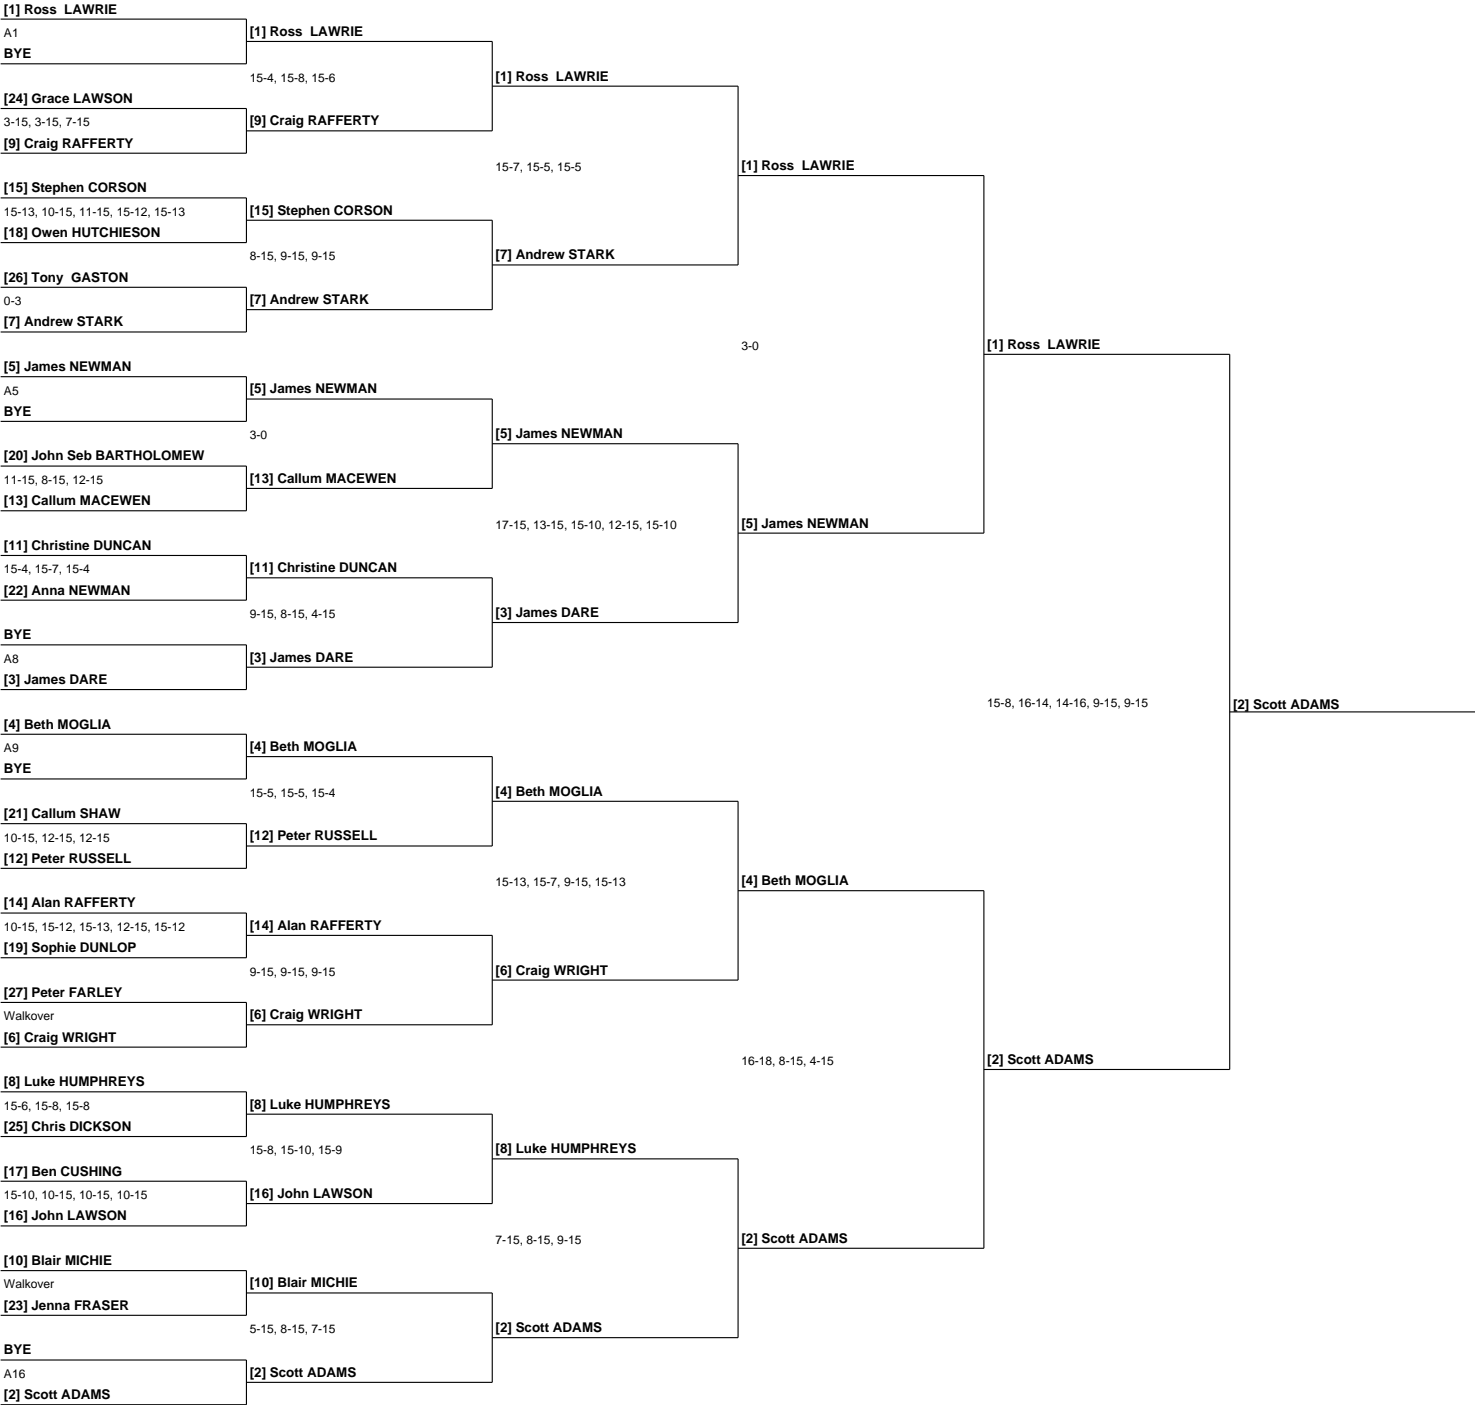 [1] Ross LAWRIE
A1
BYE
[24] Grace LAWSON
3-15, 3-15, 7-15
[9] Craig RAFFERTY
[15] Stephen CORSON
15-13, 10-15, 11-15, 15-12, 15-13
[18] Owen HUTCHIESON
[26] Tony GASTON
0-3
[7] Andrew STARK
[5] James NEWMAN
A5
BYE
[20] John Seb BARTHOLOMEW
11-15, 8-15, 12-15
[13] Callum MACEWEN
[11] Christine DUNCAN
15-4, 15-7, 15-4
[22] Anna NEWMAN
BYE
A8
[3] James DARE
[4] Beth MOGLIA
A9
BYE
[21] Callum SHAW
10-15, 12-15, 12-15
[12] Peter RUSSELL
[14] Alan RAFFERTY
10-15, 15-12, 15-13, 12-15, 15-12
[19] Sophie DUNLOP
[27] Peter FARLEY
Walkover
[6] Craig WRIGHT
[8] Luke HUMPHREYS
15-6, 15-8, 15-8
[25] Chris DICKSON
[17] Ben CUSHING
15-10, 10-15, 10-15, 10-15
[16] John LAWSON
[10] Blair MICHIE
Walkover
[23] Jenna FRASER
BYE
A16
[2] Scott ADAMS
[1] Ross LAWRIE
15-4, 15-8, 15-6
[9] Craig RAFFERTY
[15] Stephen CORSON
8-15, 9-15, 9-15
[7] Andrew STARK
[5] James NEWMAN
3-0
[13] Callum MACEWEN
[11] Christine DUNCAN
9-15, 8-15, 4-15
[3] James DARE
[4] Beth MOGLIA
15-5, 15-5, 15-4
[12] Peter RUSSELL
[14] Alan RAFFERTY
9-15, 9-15, 9-15
[6] Craig WRIGHT
[8] Luke HUMPHREYS
15-8, 15-10, 15-9
[16] John LAWSON
[10] Blair MICHIE
5-15, 8-15, 7-15
[2] Scott ADAMS
[1] Ross LAWRIE
15-7, 15-5, 15-5
[7] Andrew STARK
[5] James NEWMAN
17-15, 13-15, 15-10, 12-15, 15-10
[3] James DARE
[4] Beth MOGLIA
15-13, 15-7, 9-15, 15-13
[6] Craig WRIGHT
[8] Luke HUMPHREYS
7-15, 8-15, 9-15
[2] Scott ADAMS
[1] Ross LAWRIE
3-0
[5] James NEWMAN
[4] Beth MOGLIA
16-18, 8-15, 4-15
[2] Scott ADAMS
[1] Ross LAWRIE
15-8, 16-14, 14-16, 9-15, 9-15
[2] Scott ADAMS
[2] Scott ADAMS